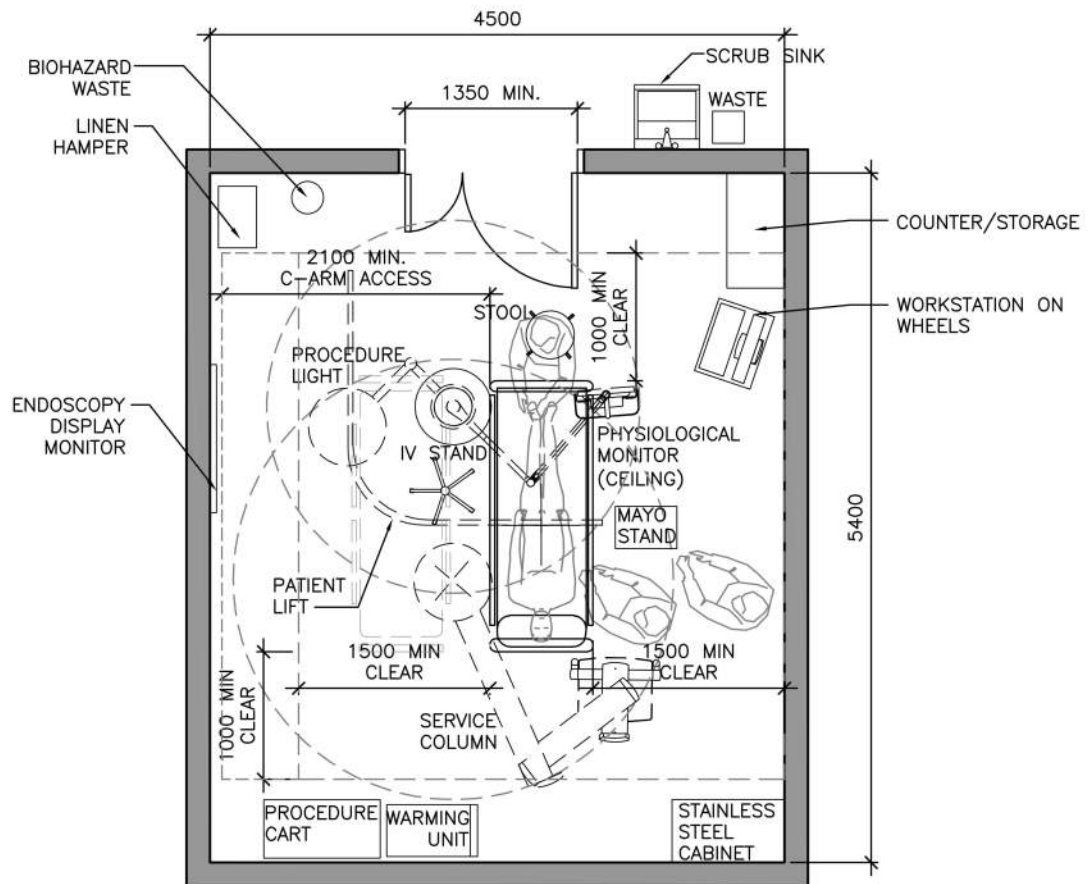 4500
SCRUB SINK
BIOHAZARD
WASTE
1350 MIN.
WASTE
LINEN
HAMPER
COUNTER/STORAGE
2100 MIN.
C-ARM ACCESS
1000 MIN
CLEAR
STOOL
WORKSTATION ON
WHEELS
PROCEDURE
LIGHT
ENDOSCOPY
DISPLAY
MONITOR
IV STAND
PHYSIOLOGICAL
MONITOR
(CEILING)
MAYO
STAND
5400
PATIENT
LIFT
1500 MIN
CLEAR
1500 MIN
CLEAR
1000 MIN
CLEAR
SERVICE
COLUMN
PROCEDURE
CART
WARMING
UNIT
STAINLESS
STEEL
CABINET